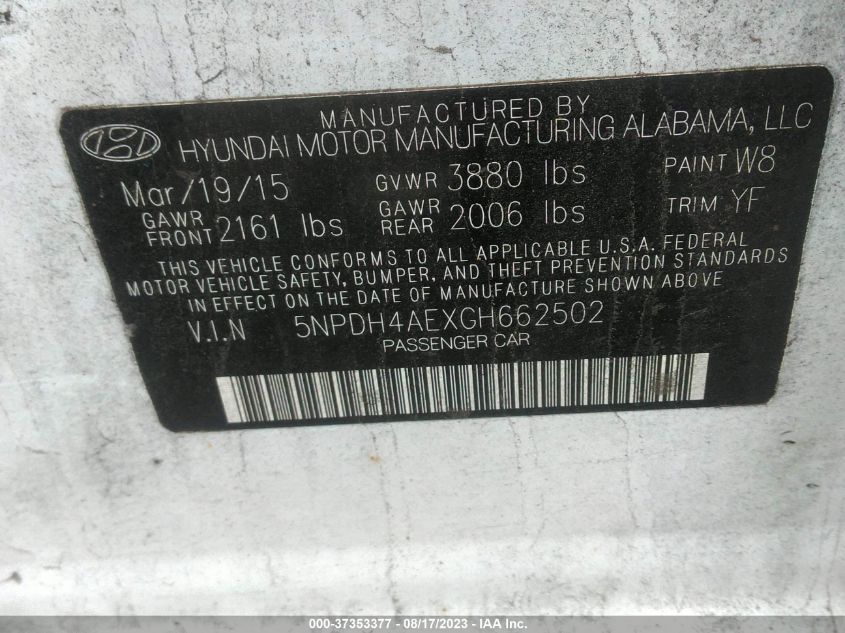 MANUFACTURED BY
HYUNDAI MOTOR MANUFACTURING ALABAMA, LLC
Mar/19/15 GVWR 3880 lbs PAINT W8
GAWR FRONT 2161 lbs GAWR REAR 2006 lbs TRIM YF
THIS VEHICLE CONFORMS TO ALL APPLICABLE U.S.A. FEDERAL
MOTOR VEHICLE SAFETY, BUMPER, AND THEFT PREVENTION STANDARDS
IN EFFECT ON THE DATE OF MANUFACTURE SHOWN ABOVE
V.I.N 5NPDH4AEXGH662502
PASSENGER CAR
000-37353377 - 08/17/2023 - IAA Inc.